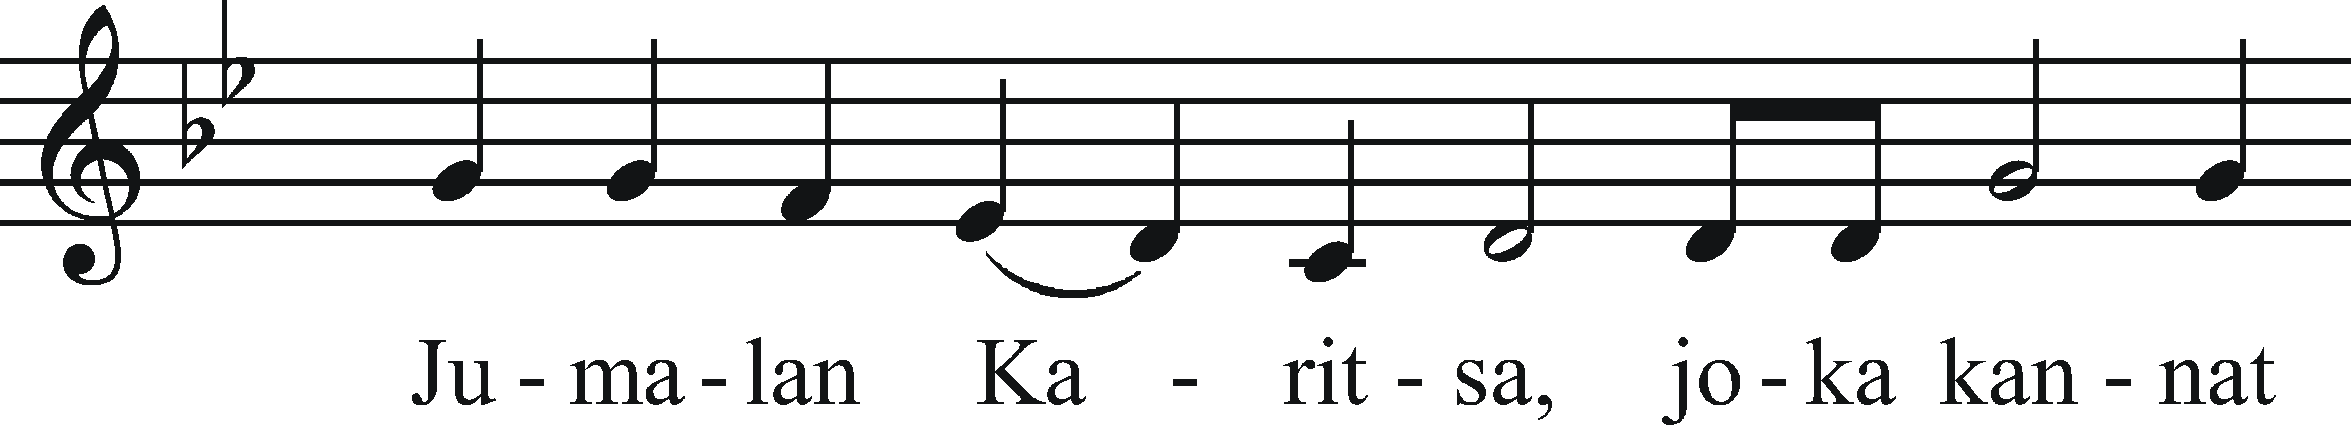 Ju - ma - lan Ka - rit - sa, jo - ka kan - nat